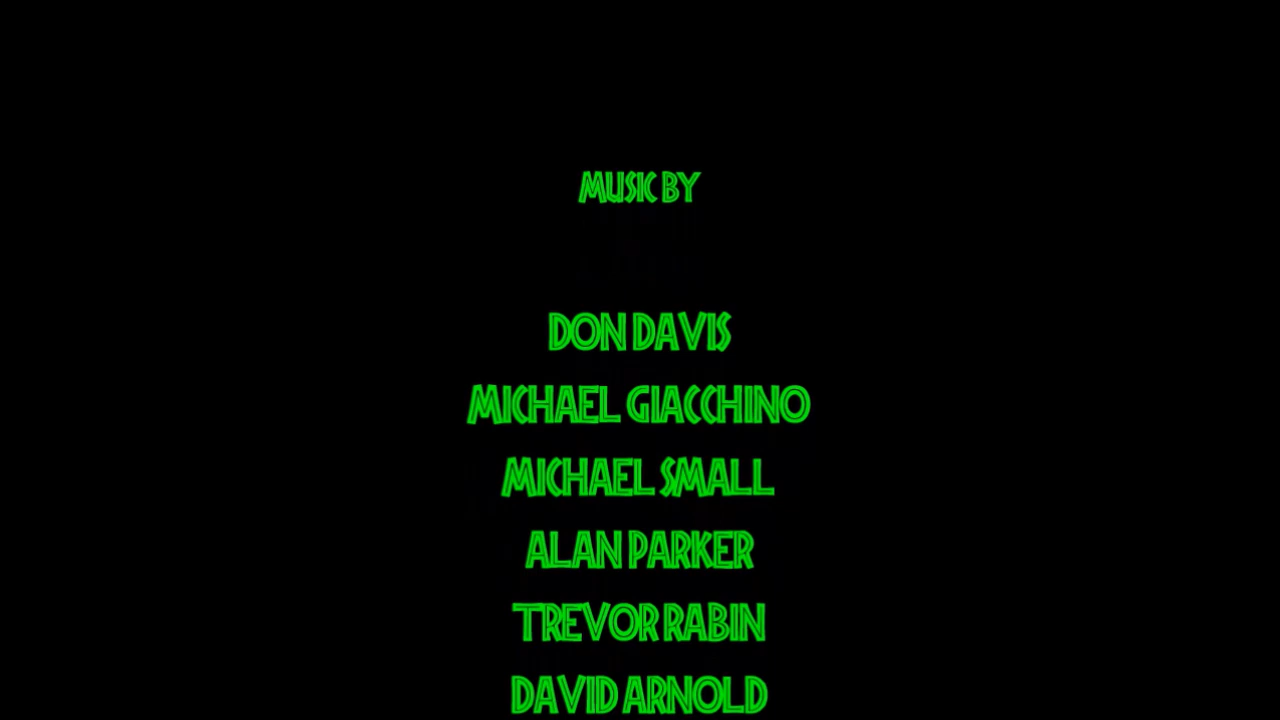 MUSIC BY
DON DAVIS
MICHAEL GIACCHINO
MICHAEL SMALL
ALAN PARKER
TREVOR RABIN
DAVID ARNOLD